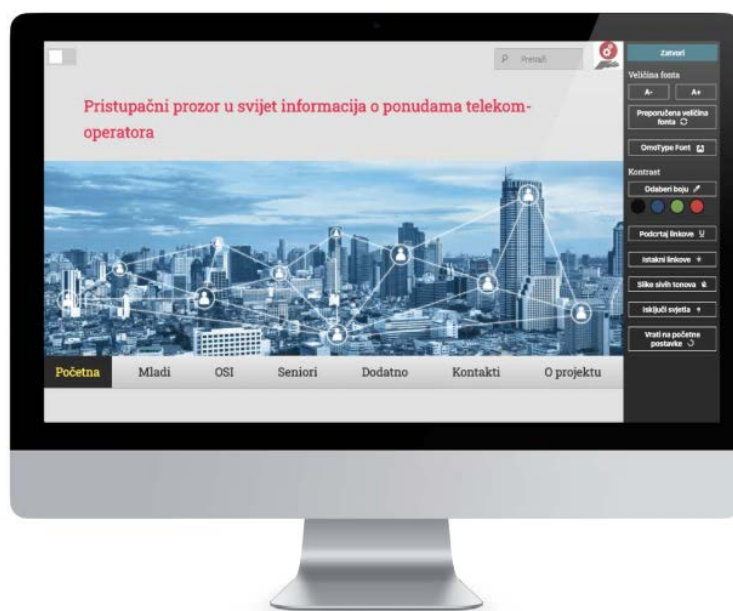 Pretraži
Pristupačni prozor u svijet informacija o ponudama telekom-
operatora
Početna Mladi OSI Seniori Dodatno Kontakti O projektu
Zatvori
Veličina fonta
A- A+
Preporučena veličina
fonta
OmoType Font
Kontrast
Odaberi boju
Podcrtaj linkove
Istakni linkove
Slike sivih tonova
Isključi svjetla
Vrati na početne
postavke